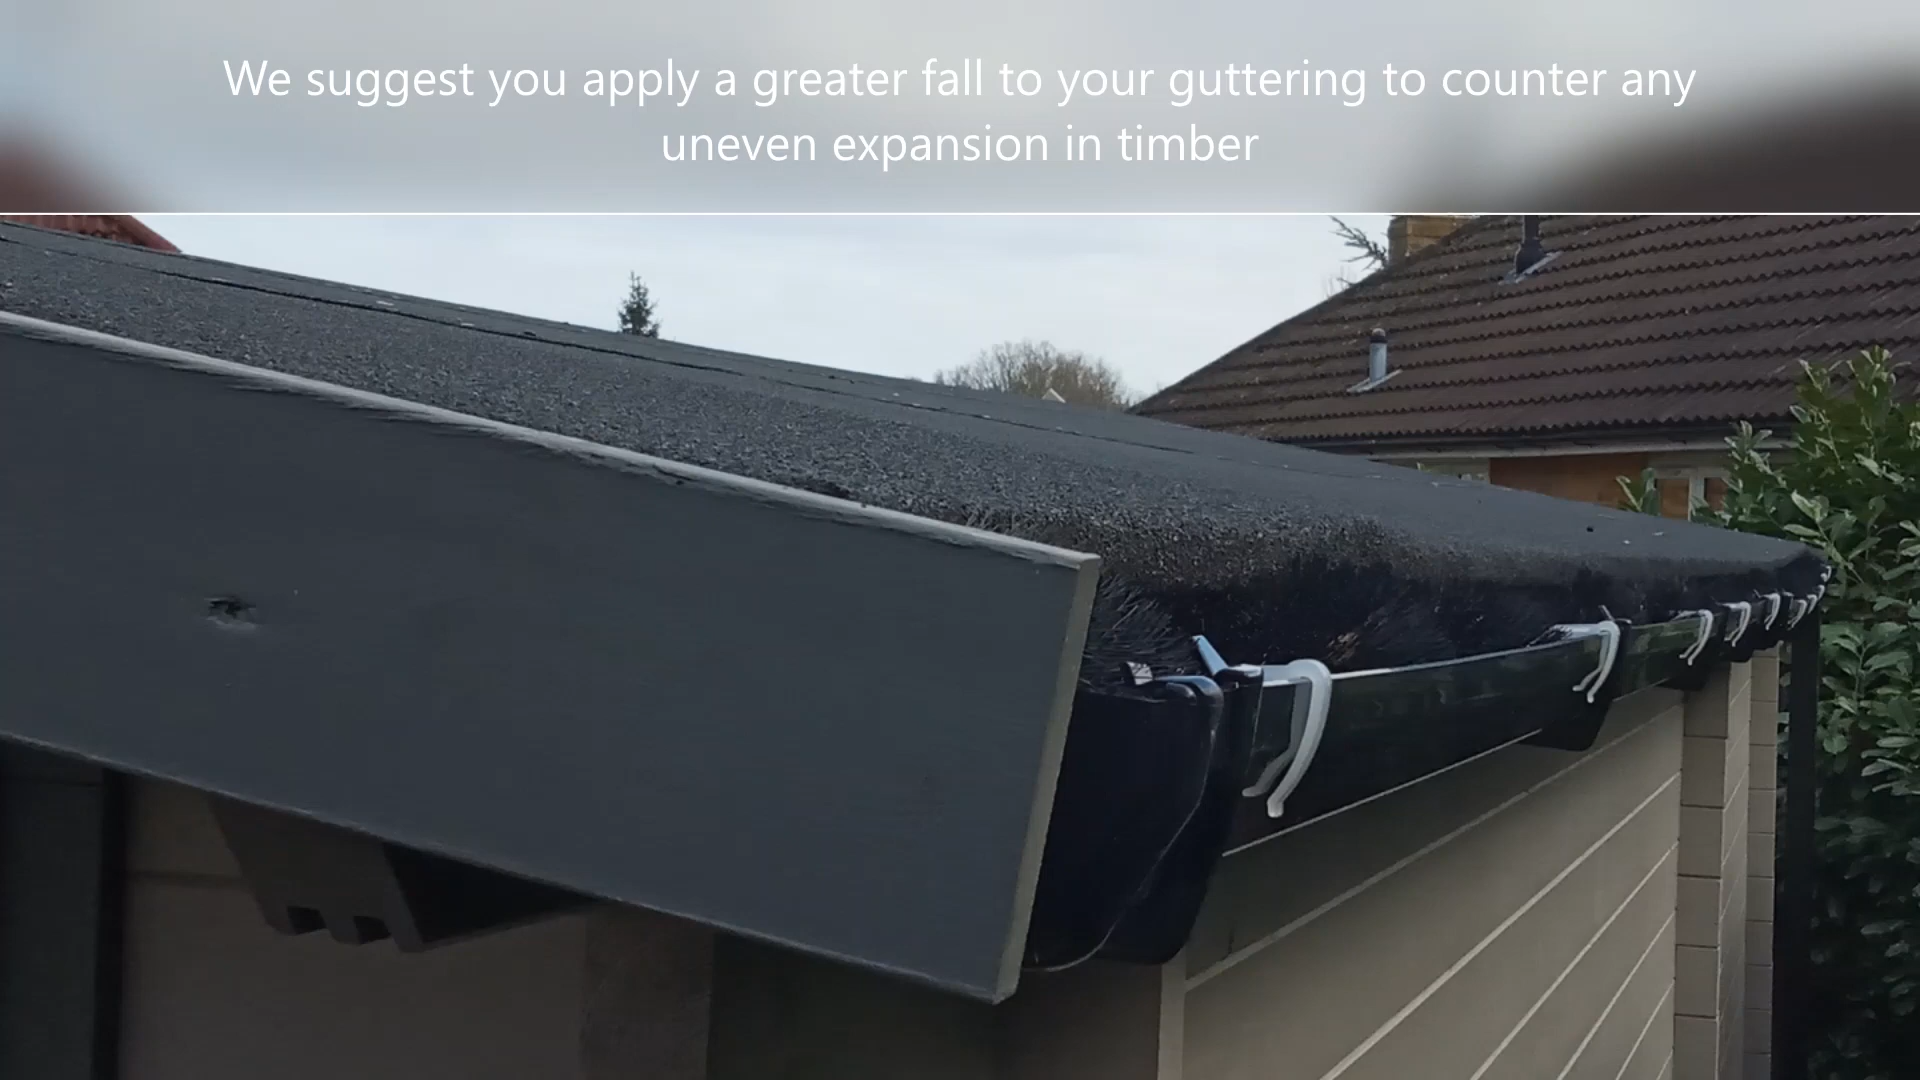 We suggest you apply a greater fall to your guttering to counter any
uneven expansion in timber